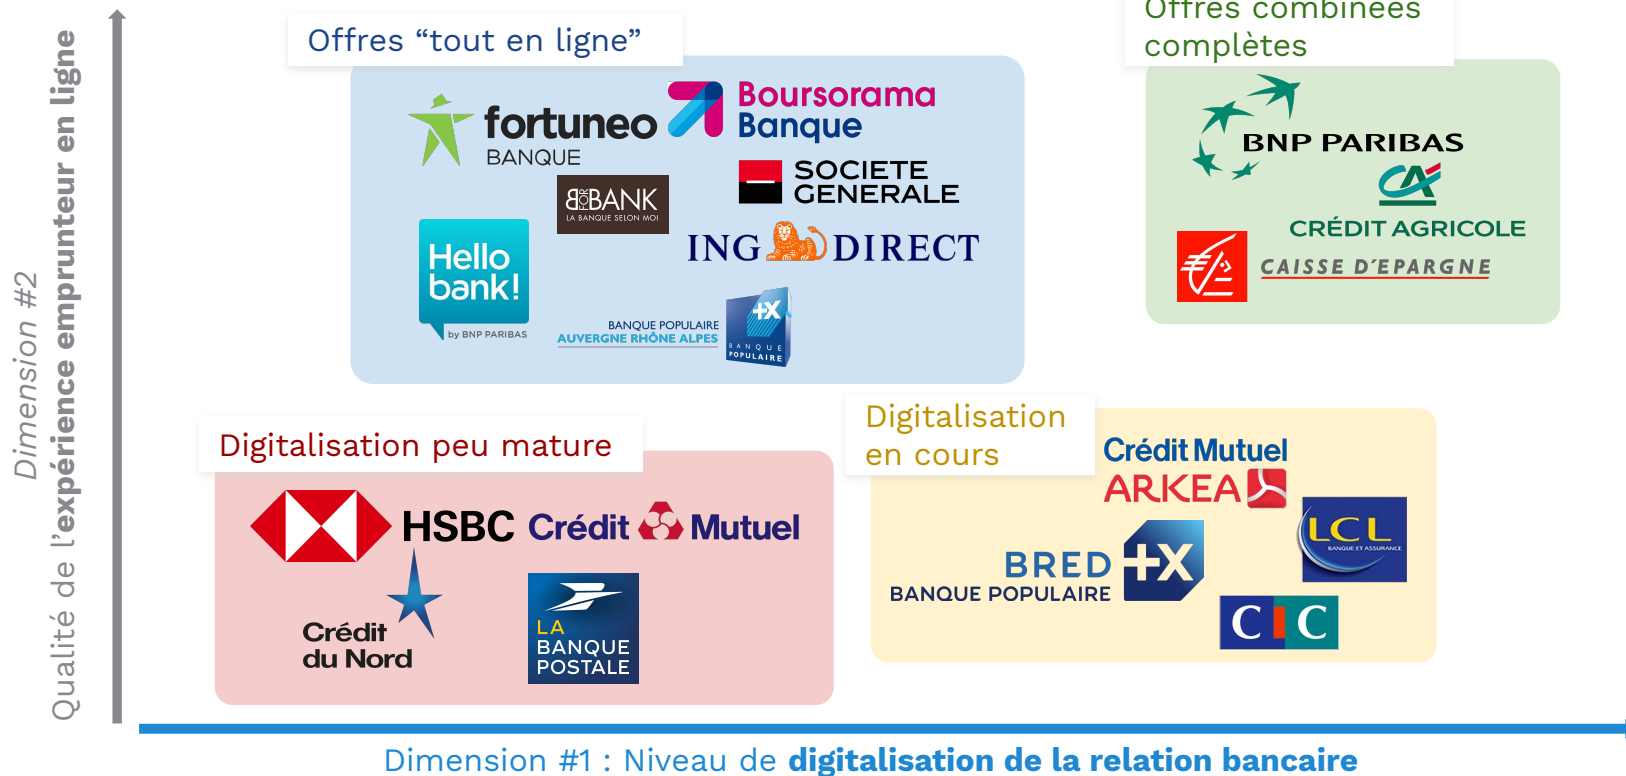 Offres combinées
complètes
Offres “tout en ligne”
fortuneo
BANQUE
Boursorama
Banque
SOCIETE
GENERALE
B FOR BANK
LA BANQUE SELON MOI
Hello
bank!
by BNP PARIBAS
ING DIRECT
BANQUE POPULAIRE
AUVERGNE RHÔNE ALPES
+X
BANQUE
POPULAIRE
BNP PARIBAS
CA
CRÉDIT AGRICOLE
CAISSE D'EPARGNE
Dimension #2
Qualité de l'expérience emprunteur en ligne
Digitalisation peu mature
HSBC
Crédit Mutuel
Crédit
du Nord
LA
BANQUE
POSTALE
Digitalisation
en cours
Crédit Mutuel
ARKEA
BRED
BANQUE POPULAIRE
+X
LCL
BANQUE ET ASSURANCE
CIC
Dimension #1 : Niveau de digitalisation de la relation bancaire